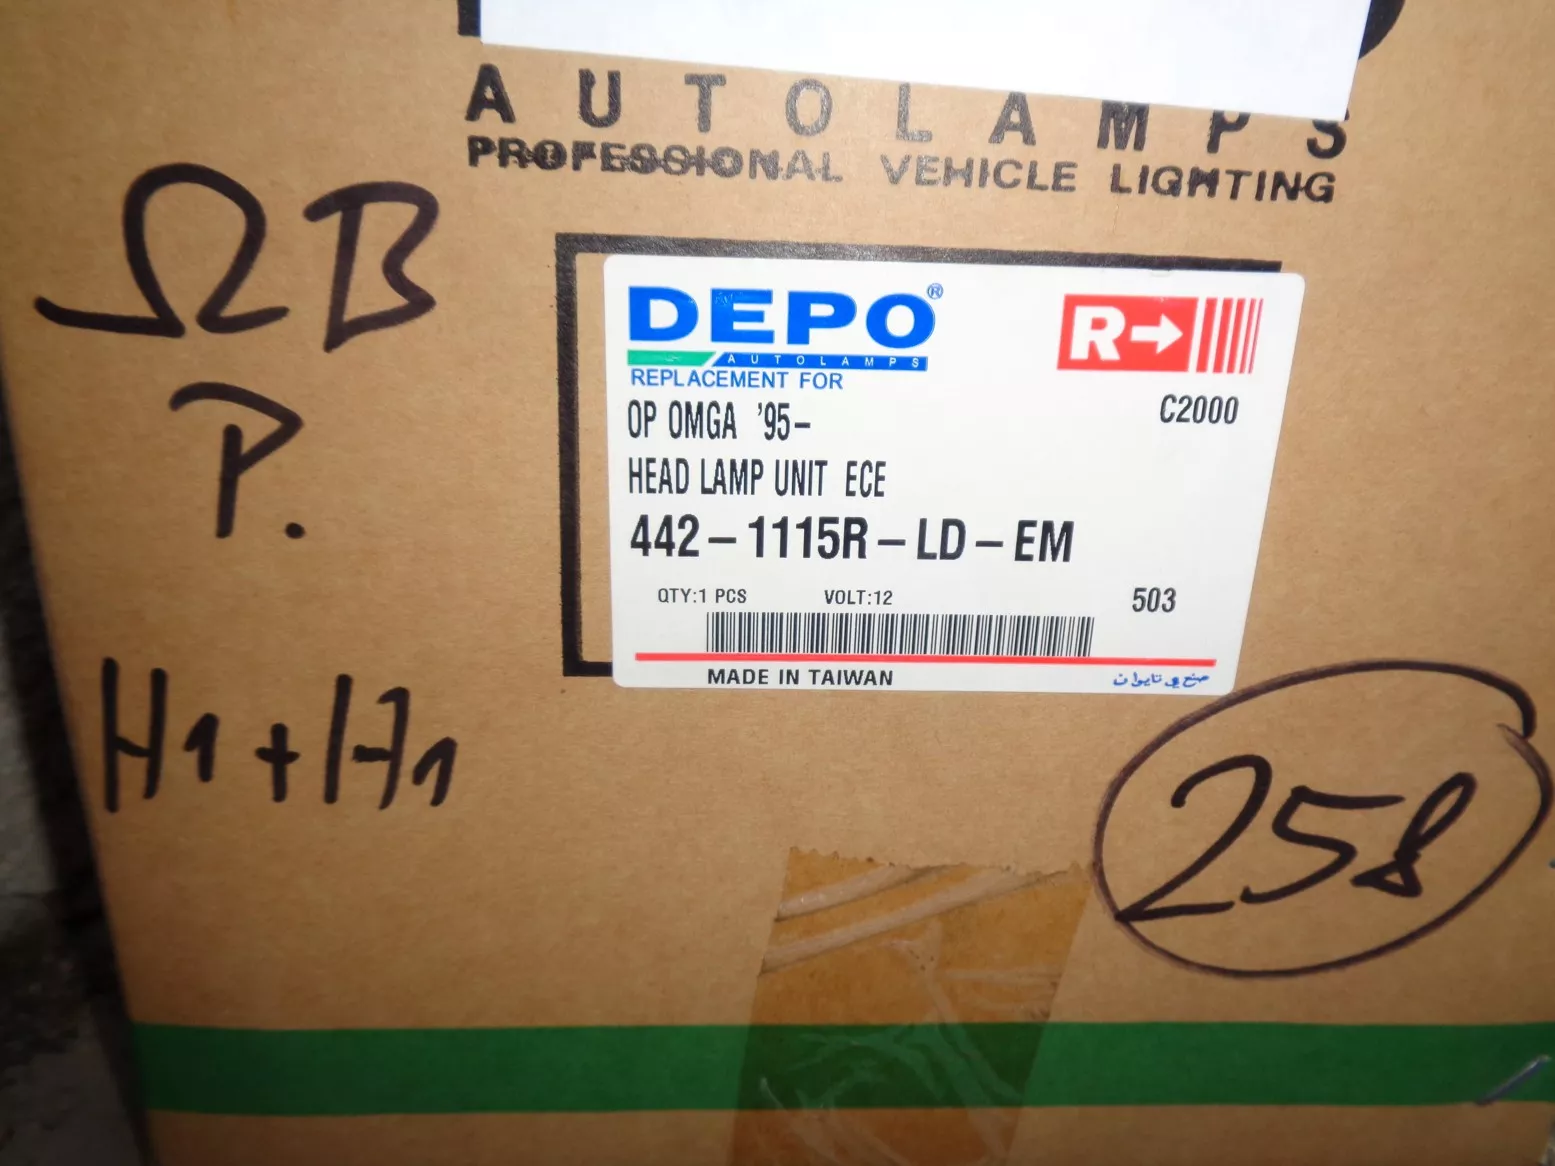 AUTOLAMPS
PROFESSIONAL VEHICLE LIGHTING
ΩB
P.
H1+H1
DEPO®
AUTOLAMPS
REPLACEMENT FOR
R→
OP OMGA '95-
C2000
HEAD LAMP UNIT ECE
442-1115R-LD-EM
QTY:1 PCS VOLT:12 503
MADE IN TAIWAN صنع في تايوان
258